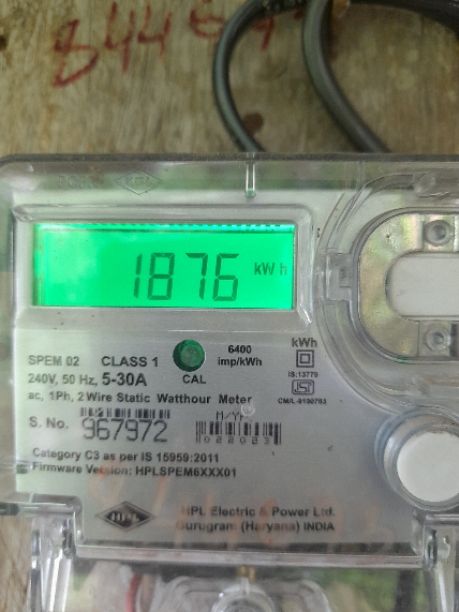 1876 kWh
SPEM 02 CLASS 1
6400 imp/kWh
kWh
240V, 50 Hz, 5-30A
CAL
IS:13779
ac, 1Ph, 2 Wire Static Watthour Meter
S. No. 967972
M/Yr
022023
Category C3 as per IS 15959:2011
Firmware Version: HPLSPEM6XXX01
HPL Electric & Power Ltd.
Gurugram (Haryana) INDIA